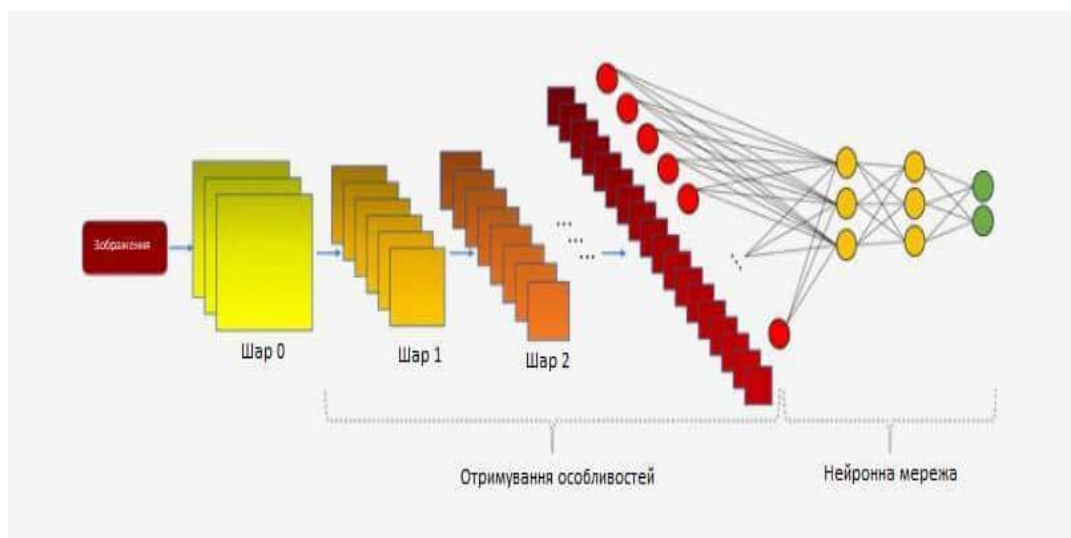 Зображення
Шар 0
Шар 1
Шар 2
Отримування особливостей
Нейронна мережа